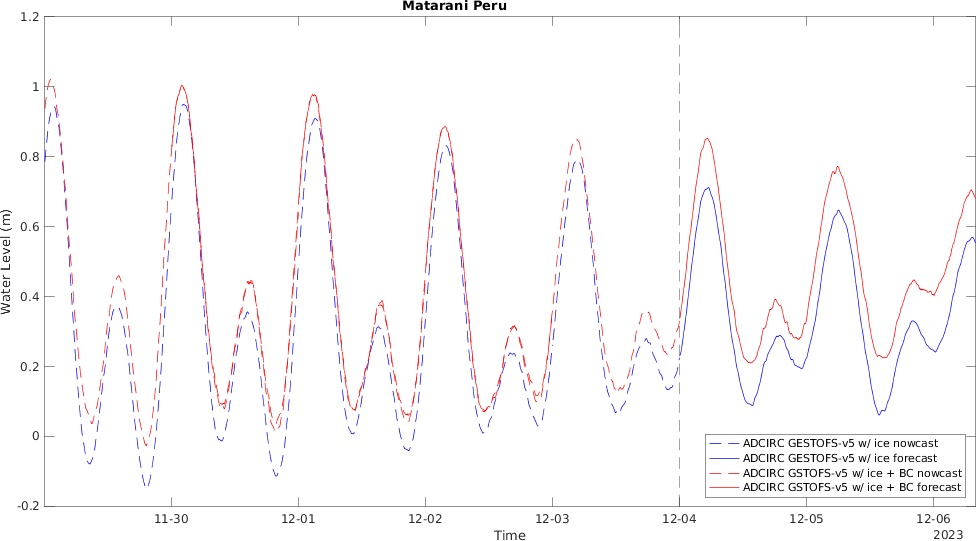 Matarani Peru
1.2
1
0.8
0.6
0.4
0.2
0
-0.2
Water Level (m)
11-30
12-01
12-02
12-03
12-04
12-05
12-06
Time
2023
ADCIRC GESTOFS-v5 w/ ice nowcast
ADCIRC GESTOFS-v5 w/ ice forecast
ADCIRC GSTOFS-v5 w/ ice + BC nowcast
ADCIRC GSTOFS-v5 w/ ice + BC forecast